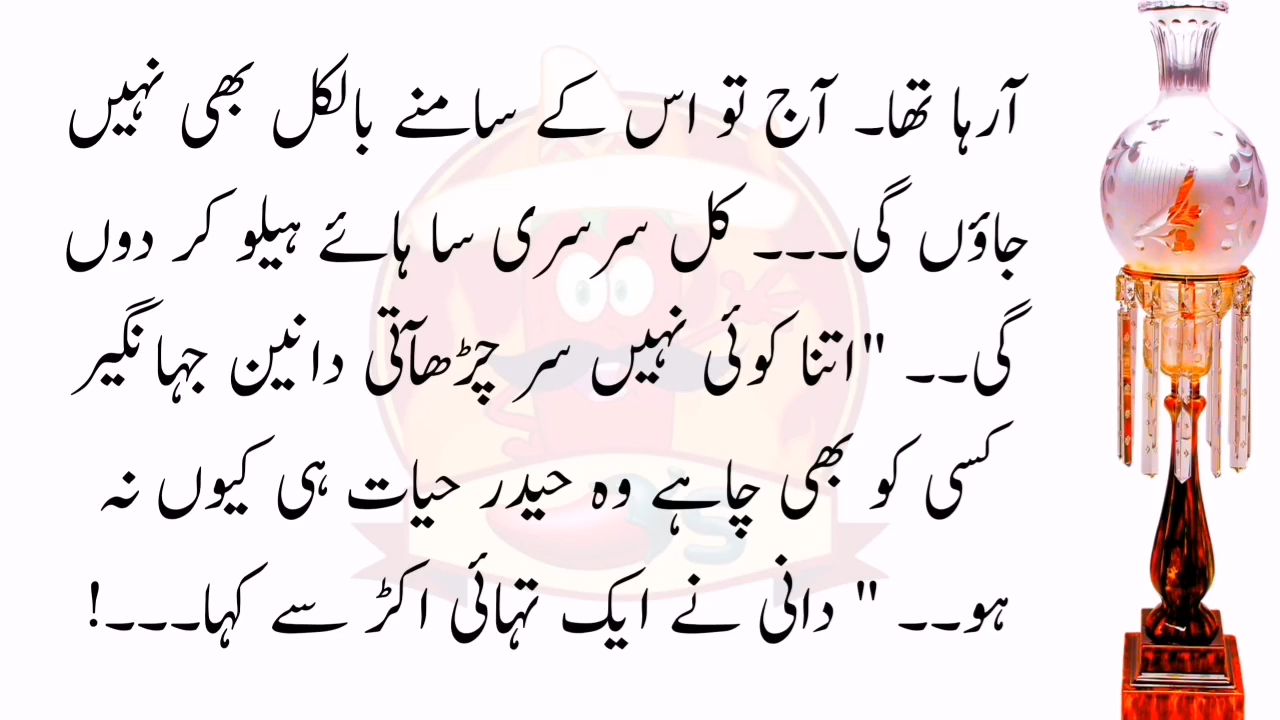 آرہا تھا۔ آج تو اس کے سامنے بالکل بھی نہیں
جاؤں گی۔۔۔ کل سرسری سا ہائے ہیلو کر دوں
گی۔۔ "اتنا کوئی نہیں سر چڑھآتی دانین جہانگیر
کسی کو بھی چاہے وہ حیدر حیات ہی کیوں نہ
ہو۔۔ " دانی نے ایک تہائی اکڑ سے کہا۔۔۔!